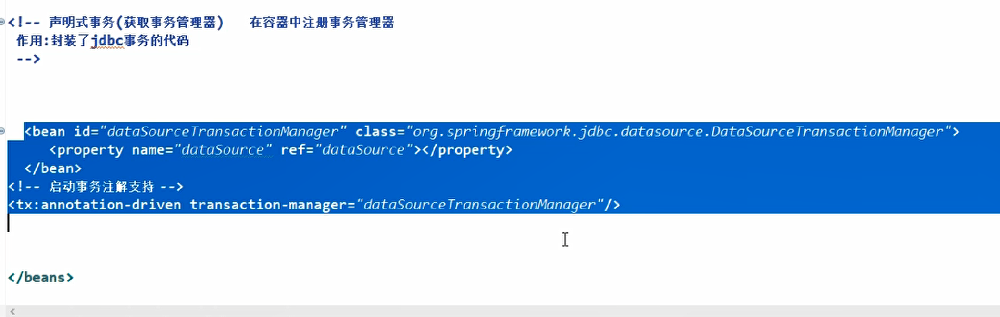 <!-- 声明式事务(获取事务管理器)   在容器中注册事务管理器
作用:封装了jdbc事务的代码
-->
<bean id="dataSourceTransactionManager" class="org.springframework.jdbc.datasource.DataSourceTransactionManager">
<property name="dataSource" ref="dataSource"></property>
</bean>
<!-- 启动事务注解支持 -->
<tx:annotation-driven transaction-manager="dataSourceTransactionManager"/>
</beans>